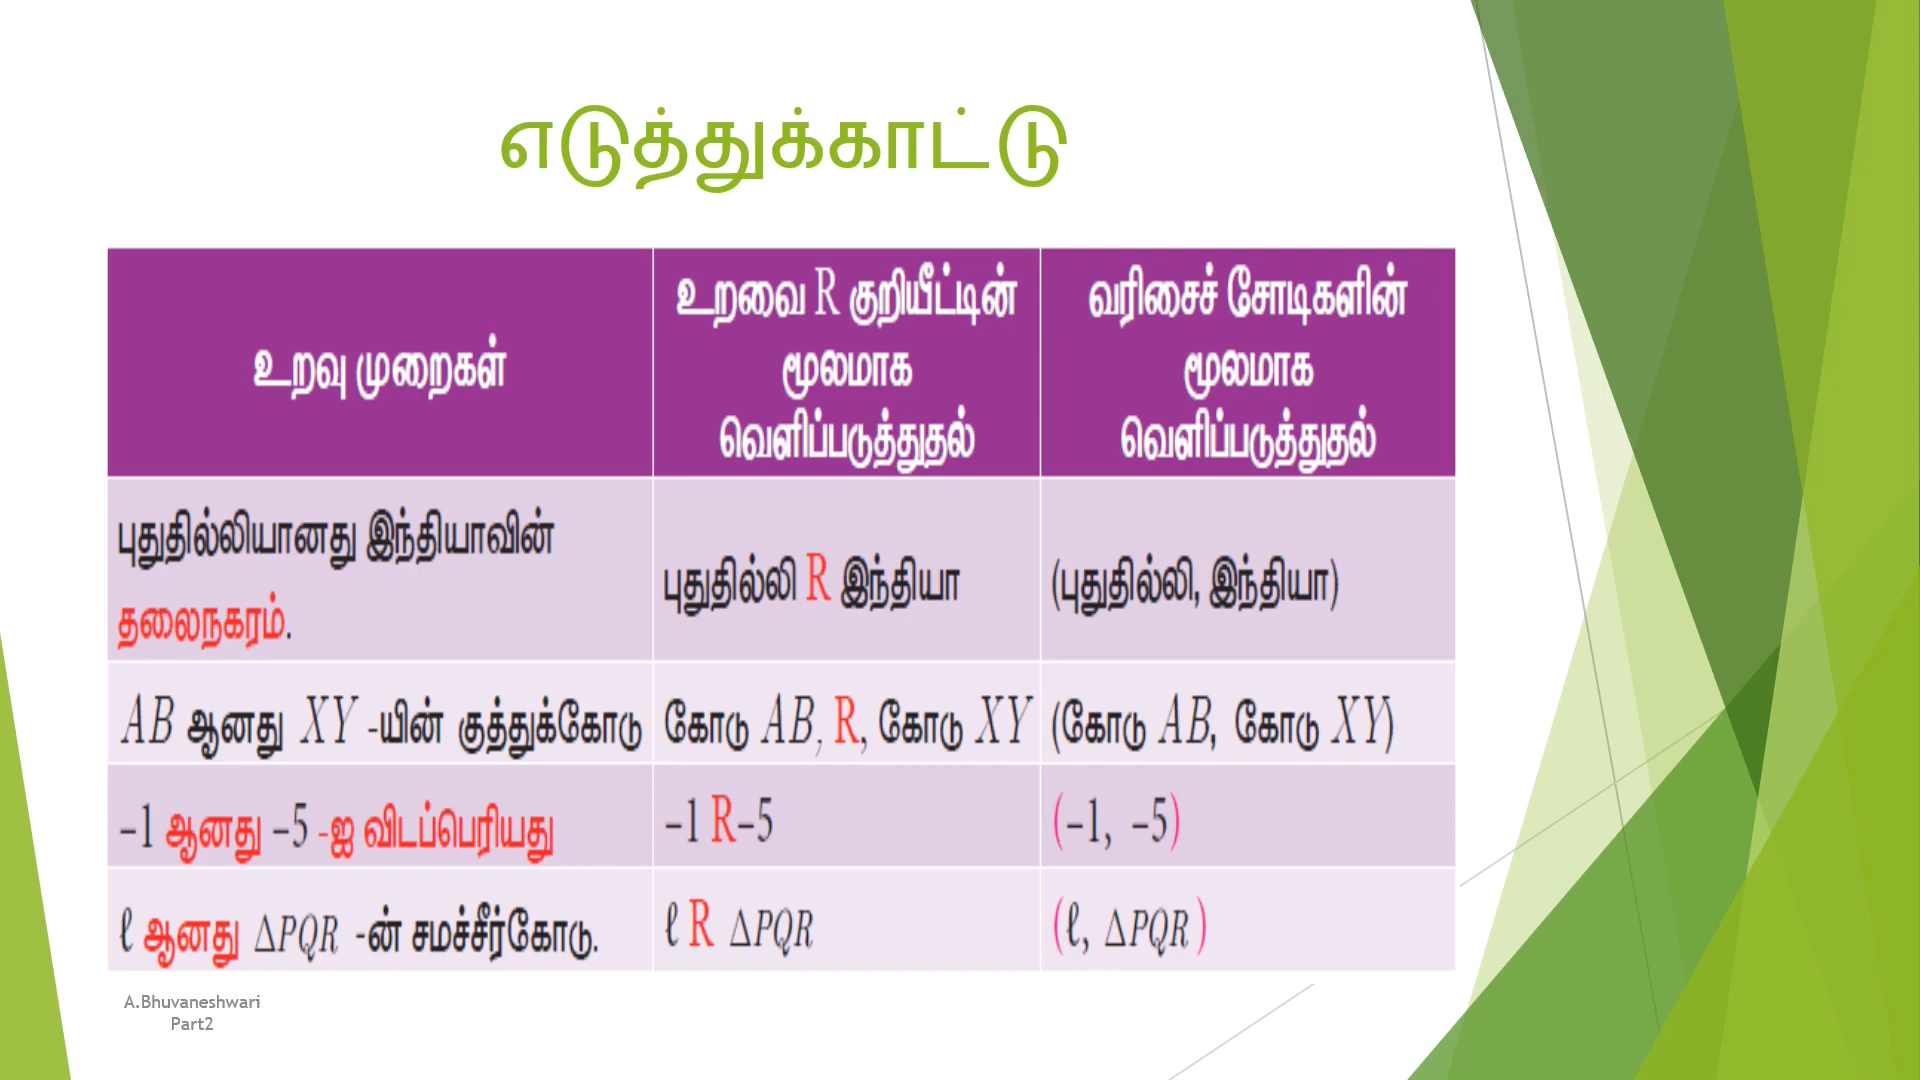 எடுத்துக்காட்டு
உறவு முறைகள்
உறவை R குறியீட்டின்
மூலமாக
வெளிப்படுத்துதல்
வரிசைச் சோடிகளின்
மூலமாக
வெளிப்படுத்துதல்
புதுதில்லியானது இந்தியாவின்
தலைநகரம்.
புதுதில்லி R இந்தியா
(புதுதில்லி, இந்தியா)
AB ஆனது XY -யின் குத்துக்கோடு
கோடு AB, R, கோடு XY
(கோடு AB, கோடு XY)
–1 ஆனது –5 -ஐ விடப்பெரியது
–1 R–5
(–1, –5)
ℓ ஆனது ΔPQR -ன் சமச்சீர்கோடு.
ℓ R ΔPQR
(ℓ, ΔPQR )
A.Bhuvaneshwari
Part2